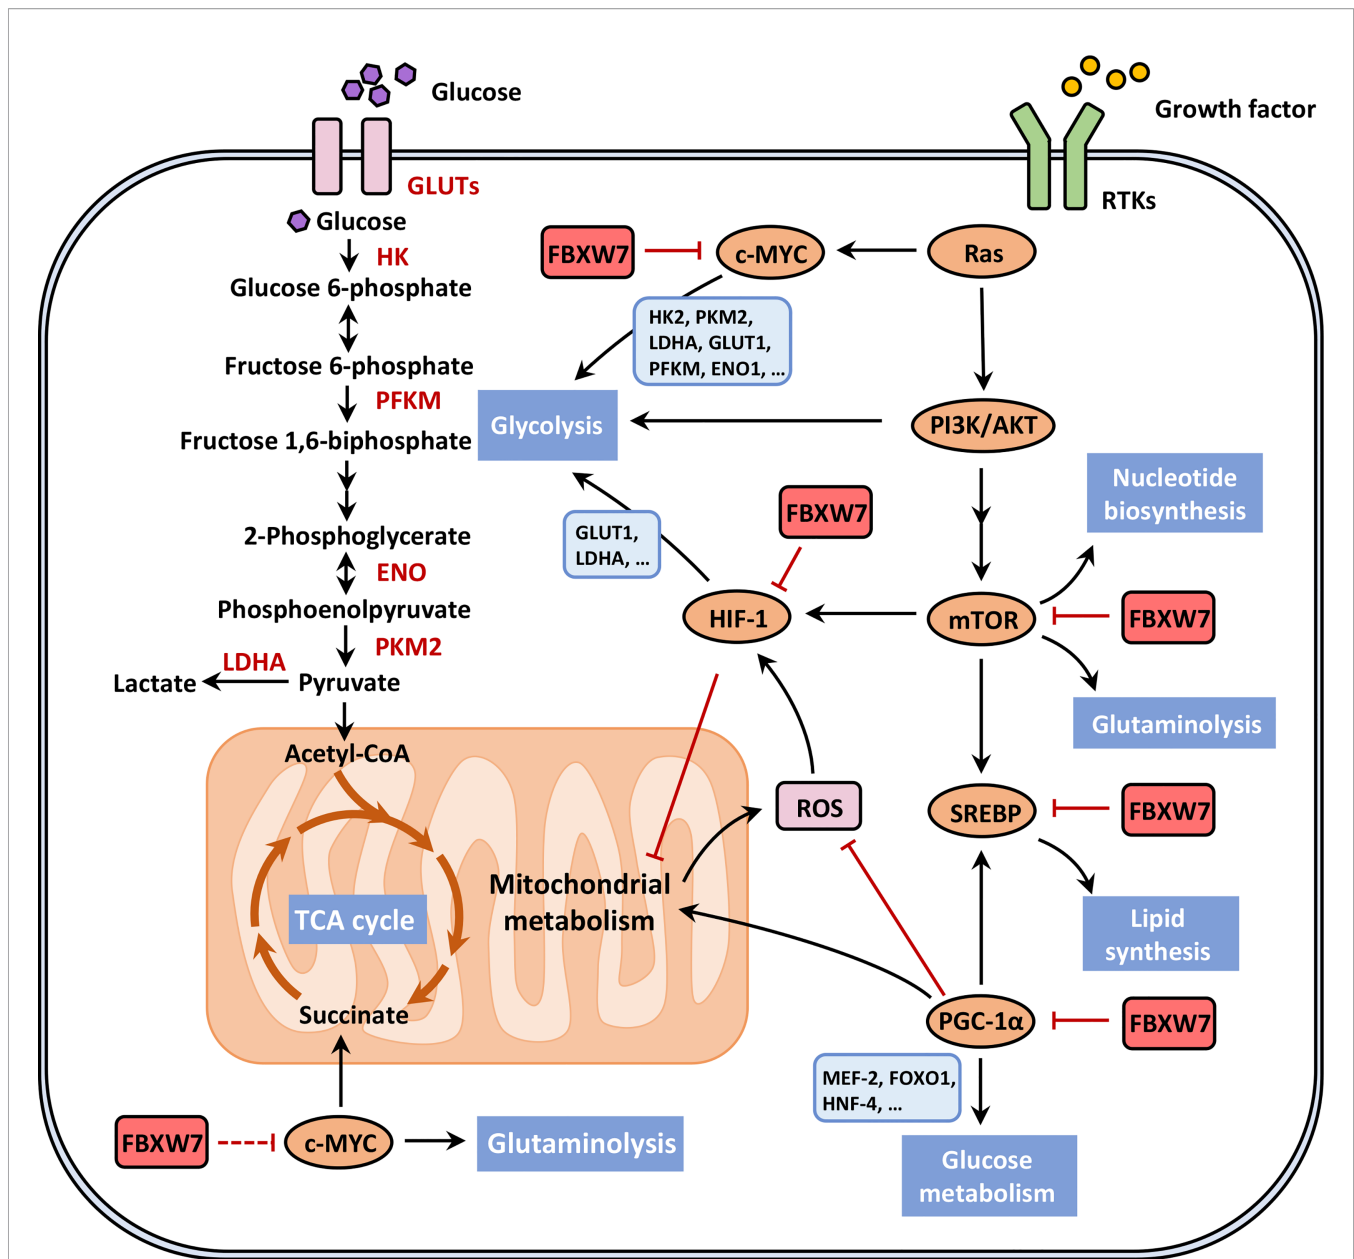 Glucose
Growth factor
GLUTs
RTKs
Glucose
HK
Glucose 6-phosphate
Fructose 6-phosphate
PFKM
Fructose 1,6-biphosphate
2-Phosphoglycerate
ENO
Phosphoenolpyruvate
PKM2
LDHA
Lactate
Pyruvate
Acetyl-CoA
TCA cycle
Succinate
Mitochondrial
metabolism
FBXW7
c-MYC
Glutaminolysis
FBXW7
c-MYC
Ras
HK2, PKM2,
LDHA, GLUT1,
PFKM, ENO1, ...
Glycolysis
PI3K/AKT
GLUT1,
LDHA, ...
FBXW7
HIF-1
mTOR
FBXW7
Nucleotide
biosynthesis
Glutaminolysis
ROS
SREBP
FBXW7
Lipid
synthesis
PGC-1α
FBXW7
MEF-2, FOXO1,
HNF-4, ...
Glucose
metabolism